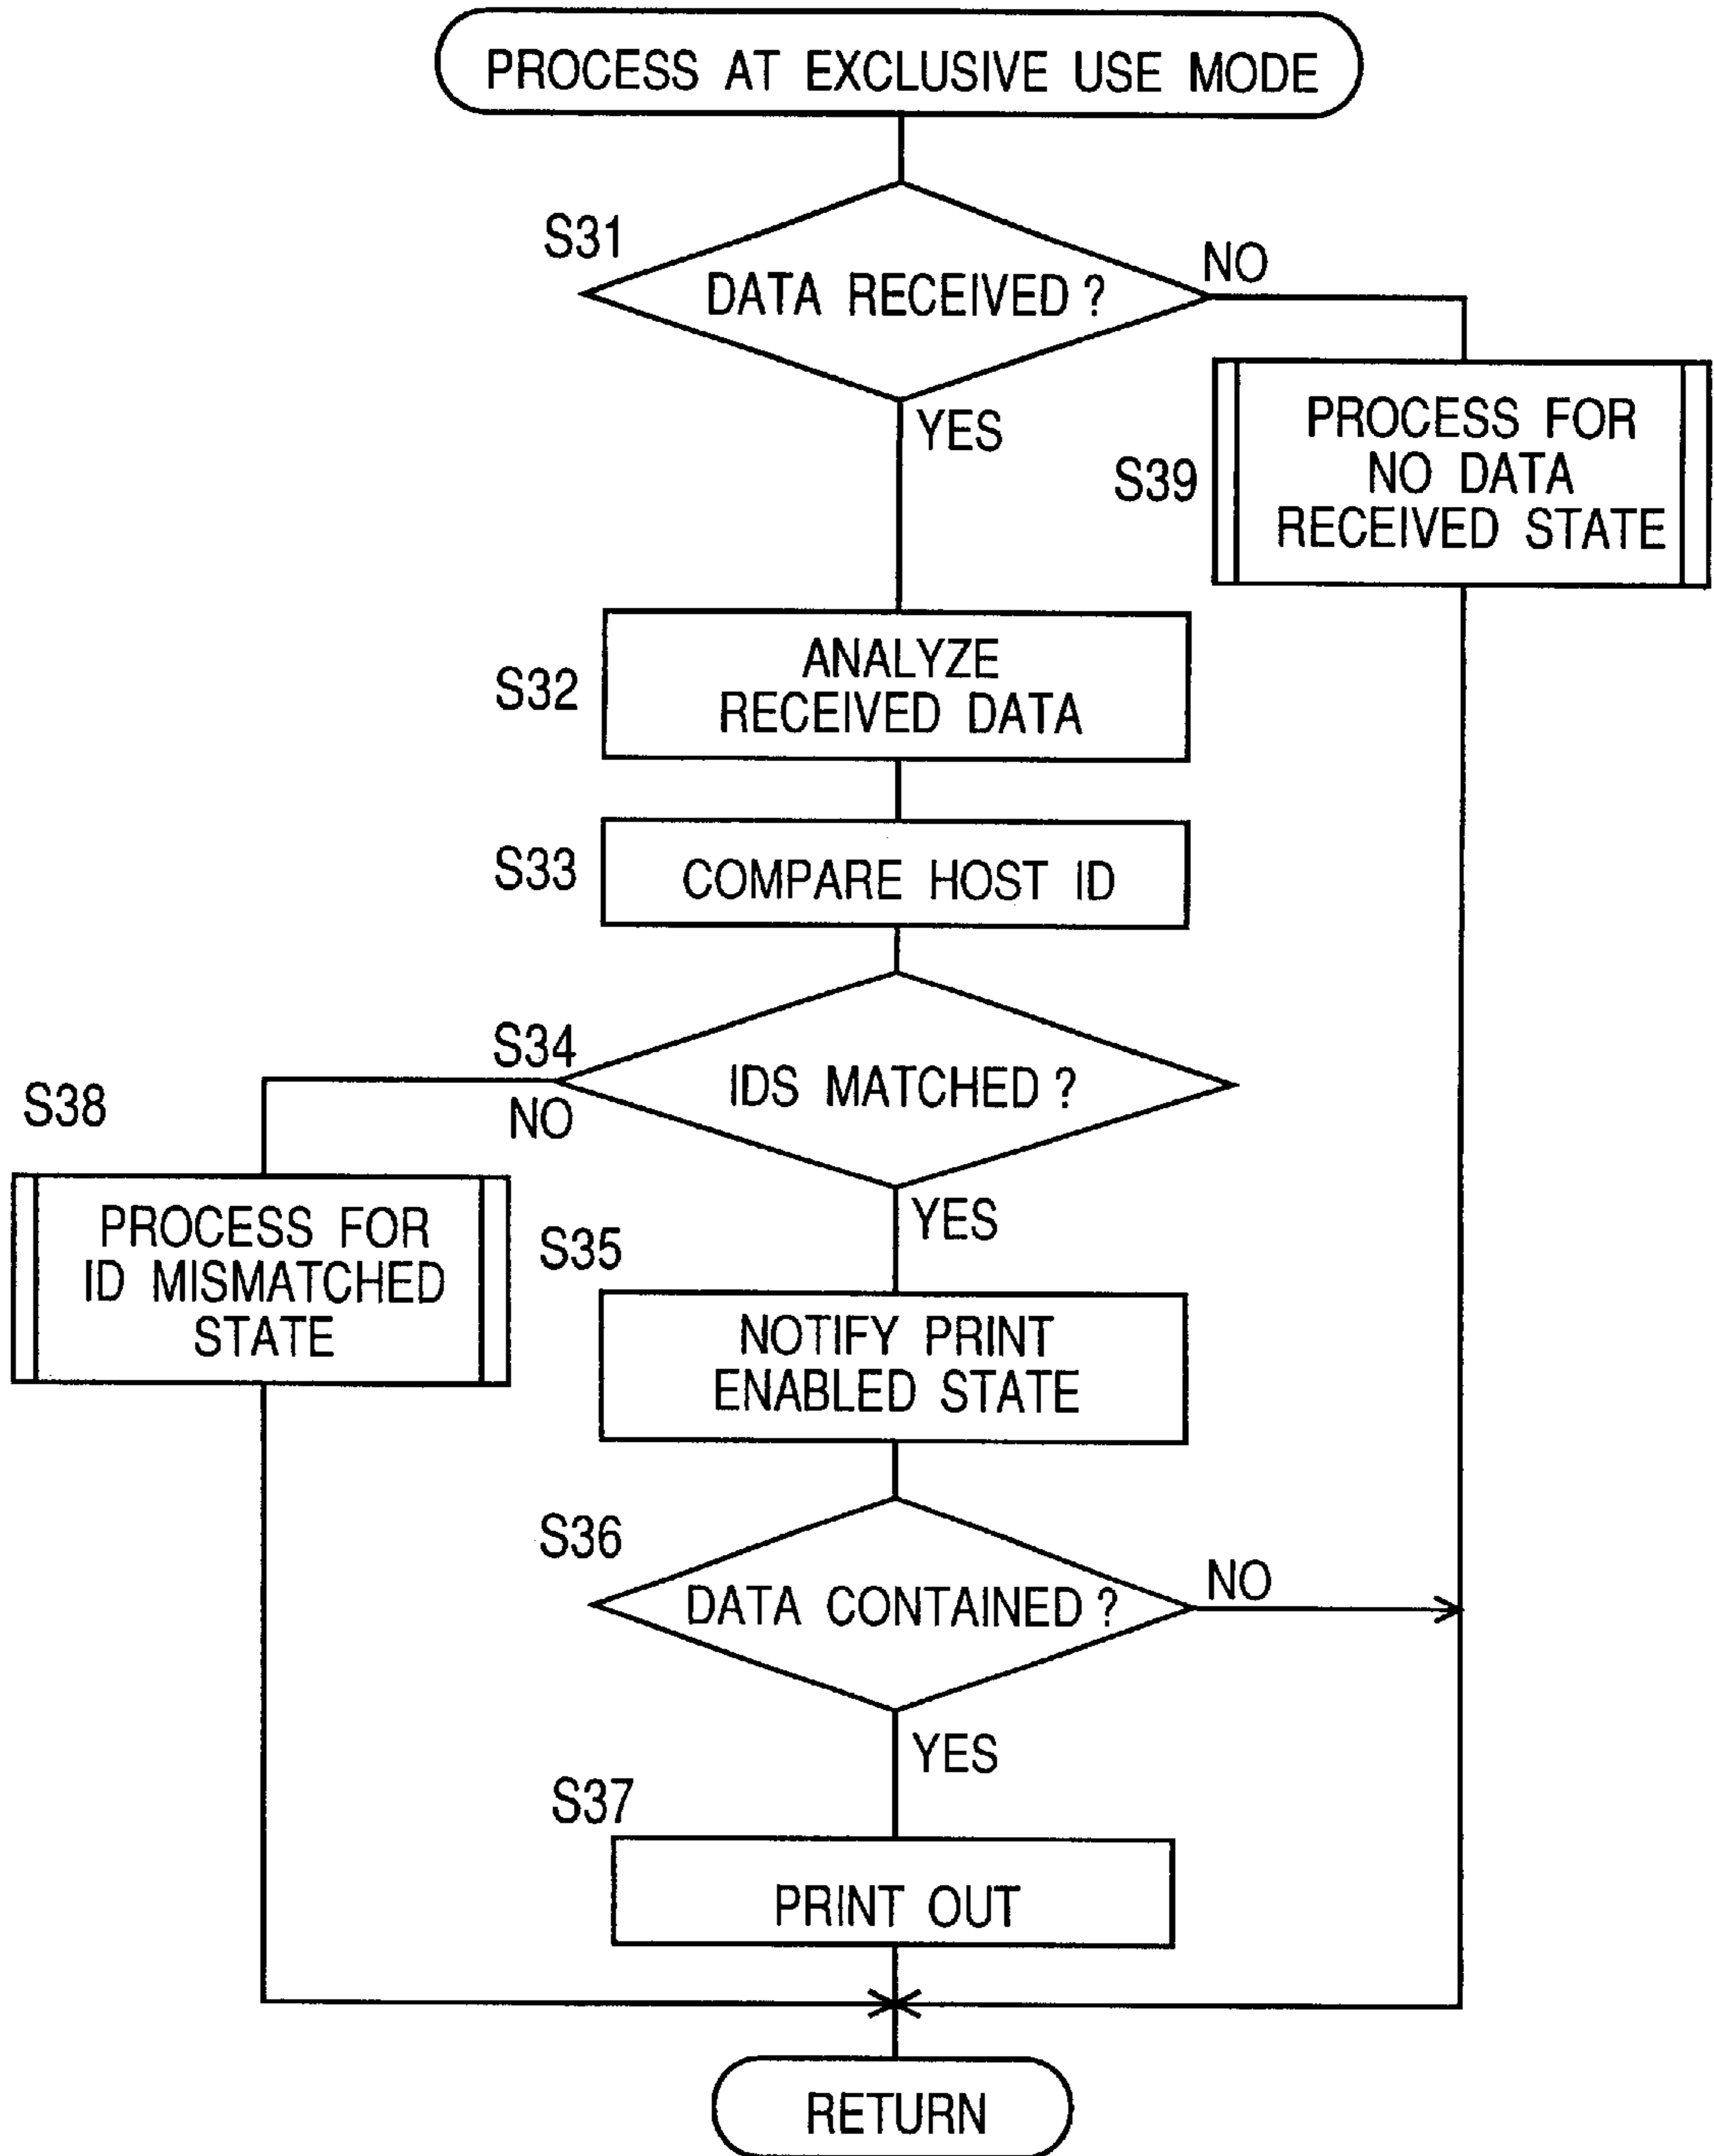 PROCESS AT EXCLUSIVE USE MODE
S31
DATA RECEIVED ?
NO
YES
S39
PROCESS FOR
NO DATA
RECEIVED STATE
S32
ANALYZE
RECEIVED DATA
S33
COMPARE HOST ID
S34
IDS MATCHED ?
NO
S38
PROCESS FOR
ID MISMATCHED
STATE
YES
S35
NOTIFY PRINT
ENABLED STATE
S36
DATA CONTAINED ?
NO
YES
S37
PRINT OUT
RETURN